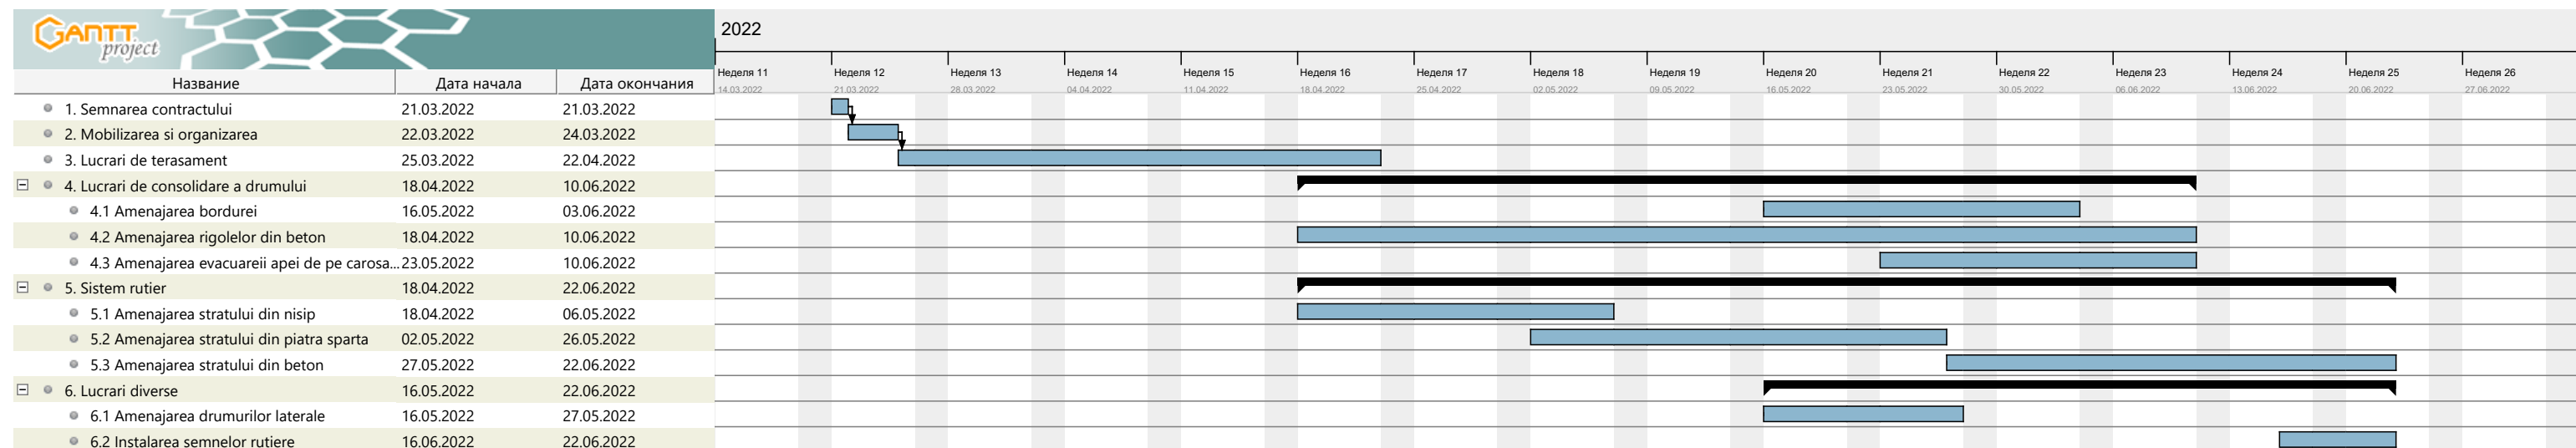 GANTT
project
2022
Неделя 11 Неделя 12 Неделя 13 Неделя 14 Неделя 15 Неделя 16 Неделя 17 Неделя 18 Неделя 19 Неделя 20 Неделя 21 Неделя 22 Неделя 23 Неделя 24 Неделя 25 Неделя 26
Название Дата начала Дата окончания
14.03.2022 21.03.2022 28.03.2022 04.04.2022 11.04.2022 18.04.2022 25.04.2022 02.05.2022 09.05.2022 16.05.2022 23.05.2022 30.05.2022 06.06.2022 13.06.2022 20.06.2022 27.06.2022
1. Semnarea contractului 21.03.2022 21.03.2022
2. Mobilizarea si organizarea 22.03.2022 24.03.2022
3. Lucrari de terasament 25.03.2022 22.04.2022
4. Lucrari de consolidare a drumului 18.04.2022 10.06.2022
4.1 Amenajarea bordurei 16.05.2022 03.06.2022
4.2 Amenajarea rigolelor din beton 18.04.2022 10.06.2022
4.3 Amenajarea evacuareii apei de pe carosa... 23.05.2022 10.06.2022
5. Sistem rutier 18.04.2022 22.06.2022
5.1 Amenajarea stratului din nisip 18.04.2022 06.05.2022
5.2 Amenajarea stratului din piatra sparta 02.05.2022 26.05.2022
5.3 Amenajarea stratului din beton 27.05.2022 22.06.2022
6. Lucrari diverse 16.05.2022 22.06.2022
6.1 Amenajarea drumurilor laterale 16.05.2022 27.05.2022
6.2 Instalarea semnelor rutiere 16.06.2022 22.06.2022